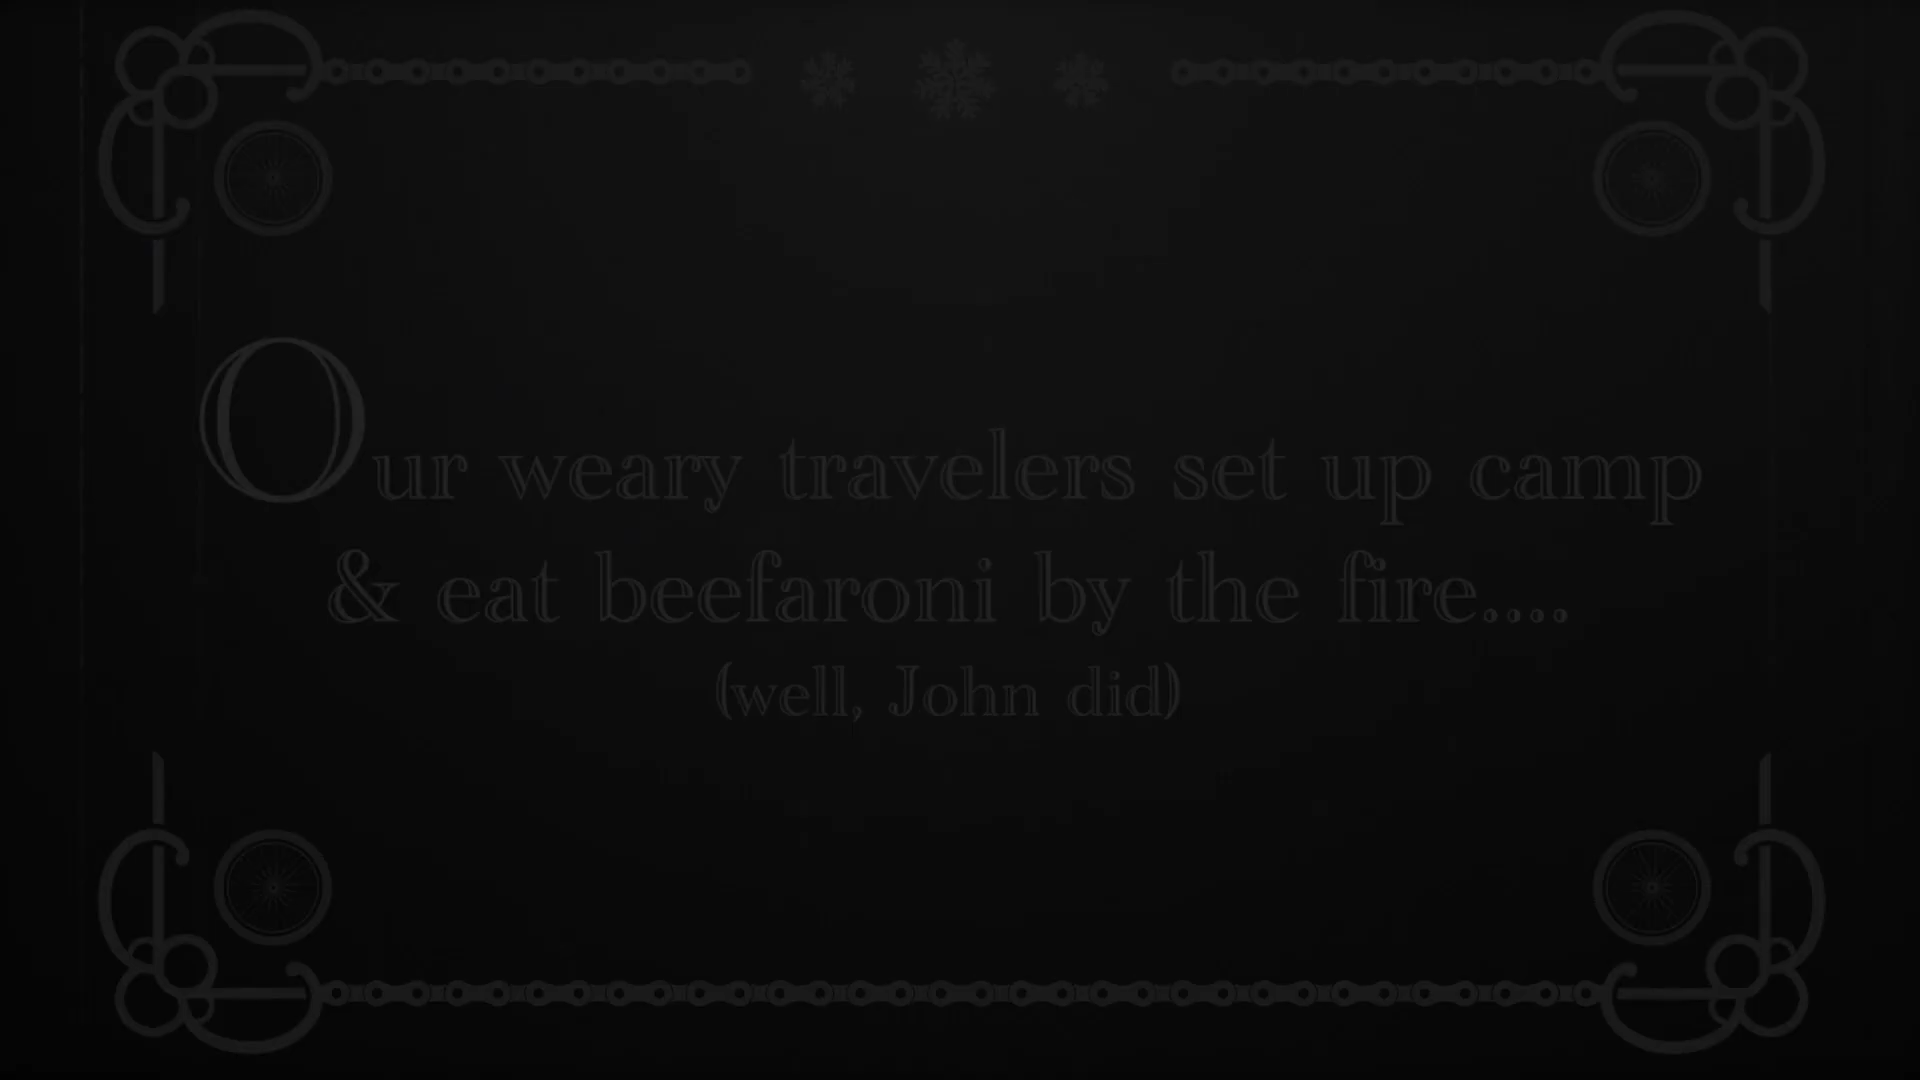 Our weary travelers set up camp
& eat beefaroni by the fire....
(well, John did)